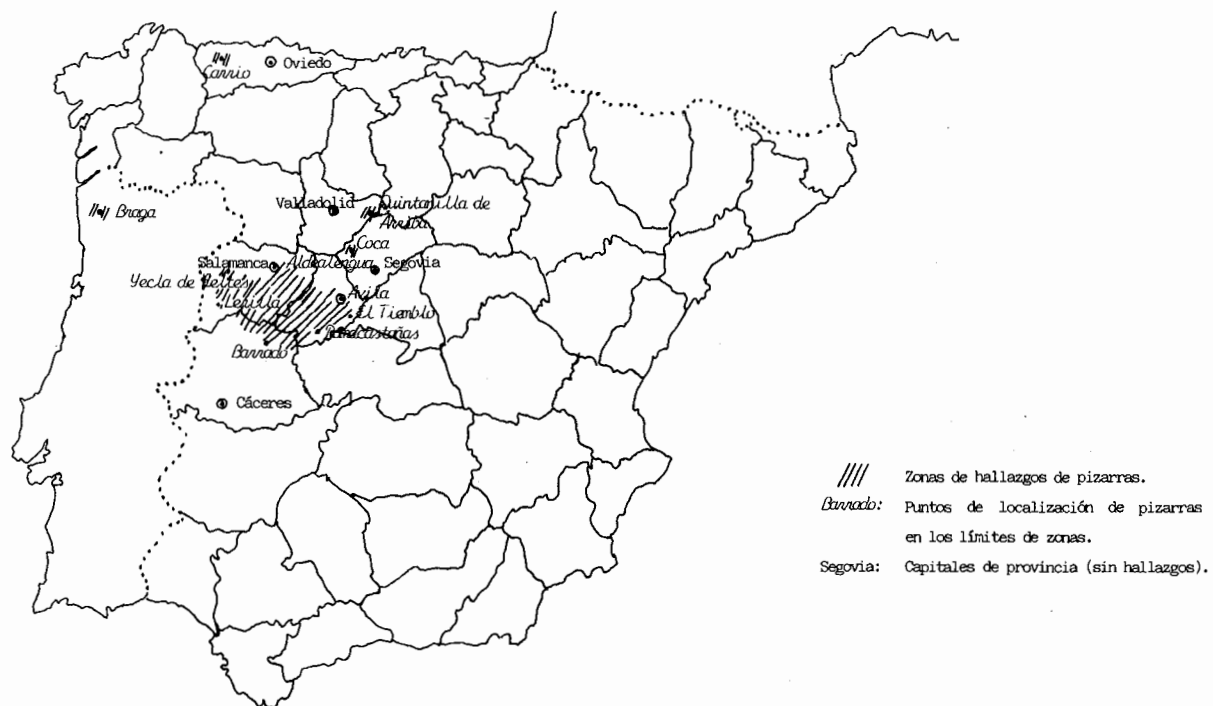 Carrio
Oviedo
Braga
Valladolid
Quintanilla de
Arriba
Coca
Salamanca
Aldealengua
Segovia
Yecla de Yeltes
Lerilla
Ávila
El Tiemblo
Ramacastañas
Barrado
Cáceres
Zonas de hallazgos de pizarras.
Barrado: Puntos de localización de pizarras
en los límites de zonas.
Segovia: Capitales de provincia (sin hallazgos).